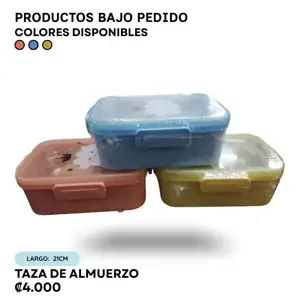 PRODUCTOS BAJO PEDIDO
COLORES DISPONIBLES
LARGO: 21CM
TAZA DE ALMUERZO
₡4.000